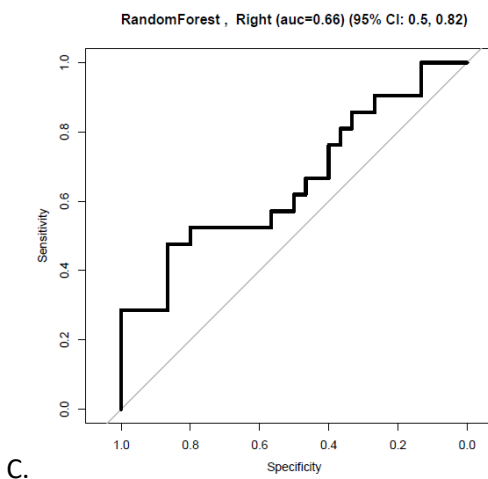 RandomForest , Right (auc=0.66) (95% CI: 0.5, 0.82)
1.0
0.8
0.6
0.4
0.2
0.0
Sensitivity
1.0 0.8 0.6 0.4 0.2 0.0
Specificity
C.